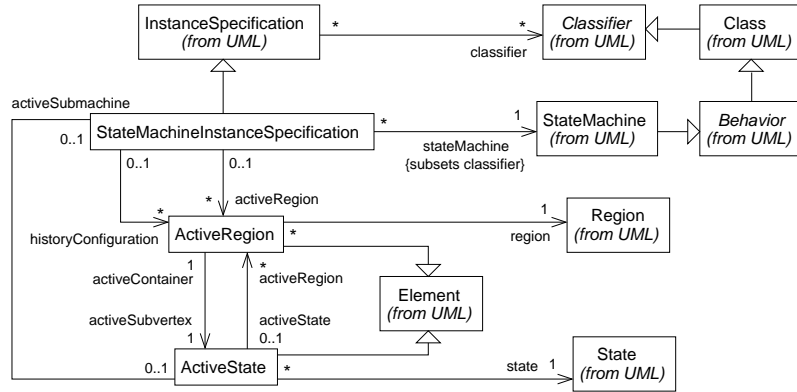 InstanceSpecification
(from UML)
*
*
classifier
Classifier
(from UML)
Class
(from UML)
activeSubmachine
0..1
StateMachineInstanceSpecification
*
1
stateMachine
{subsets classifier}
StateMachine
(from UML)
Behavior
(from UML)
0..1
0..1
*
*
activeRegion
historyConfiguration
ActiveRegion
*
1
region
Region
(from UML)
1
activeContainer
*
activeRegion
Element
(from UML)
activeSubvertex
1
activeState
0..1
0..1
ActiveState
*
state
1
State
(from UML)